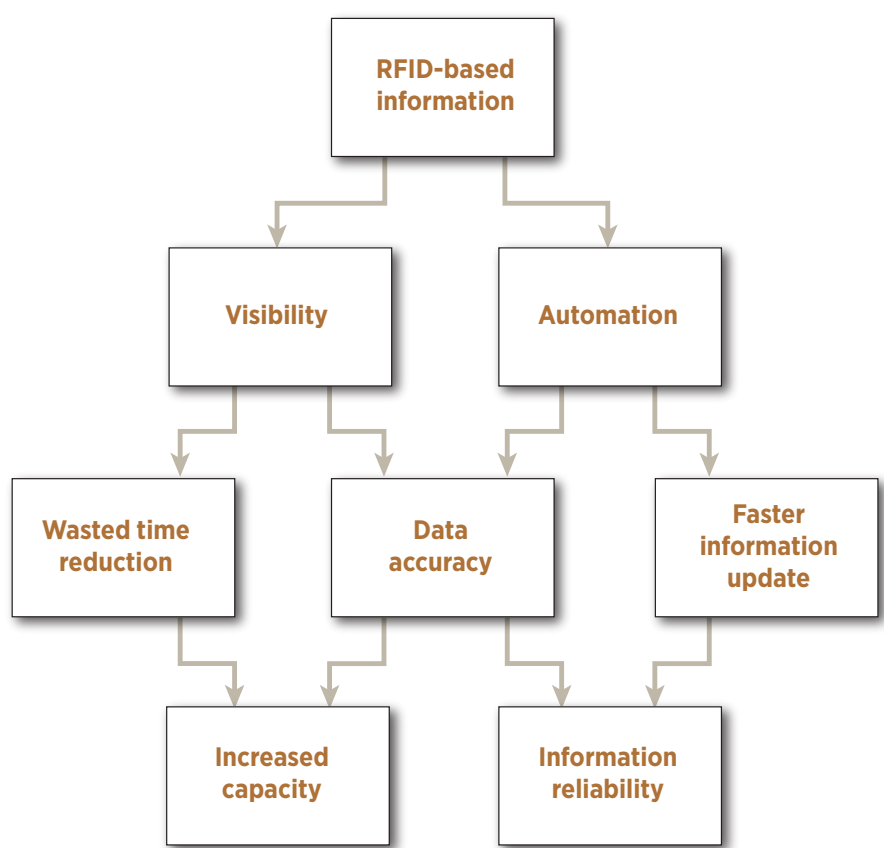 RFID-based
information
Visibility
Automation
Wasted time
reduction
Data
accuracy
Faster
information
update
Increased
capacity
Information
reliability